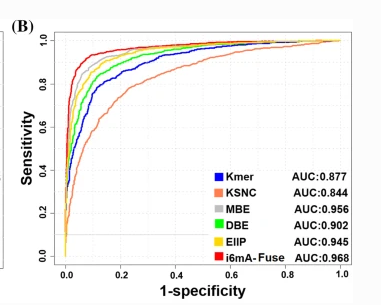 (B)
Sensitivity
1.0
0.8
0.6
0.4
0.2
0.0
Kmer AUC:0.877
KSNC AUC:0.844
MBE AUC:0.956
DBE AUC:0.902
EIIP AUC:0.945
i6mA-Fuse AUC:0.968
0.0 0.2 0.4 0.6 0.8 1.0
1-specificity